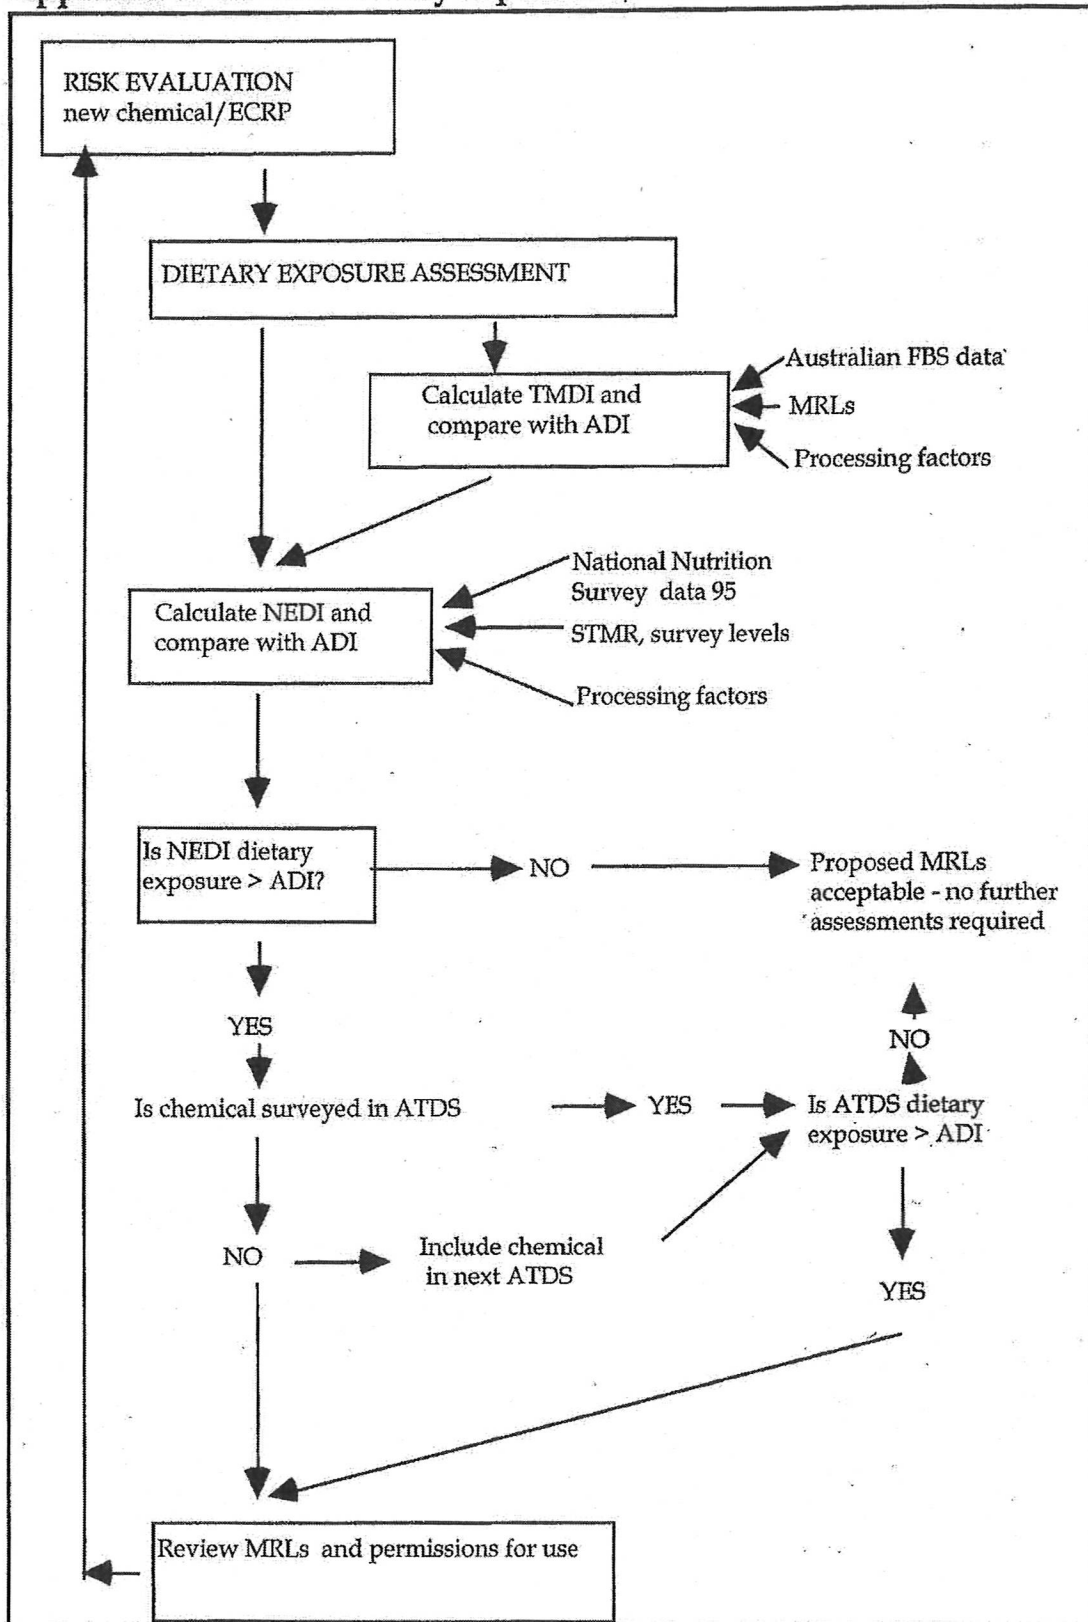 RISK EVALUATION
new chemical/ECRP
DIETARY EXPOSURE ASSESSMENT
Calculate TMDI and
compare with ADI
Australian FBS data
MRLs
Processing factors
Calculate NEDI and
compare with ADI
National Nutrition
Survey data 95
STMR, survey levels
Processing factors
Is NEDI dietary
exposure > ADI?
NO
Proposed MRLs
acceptable - no further
assessments required
YES
NO
Is chemical surveyed in ATDS
YES
Is ATDS dietary
exposure > ADI
NO
Include chemical
in next ATDS
YES
Review MRLs and permissions for use